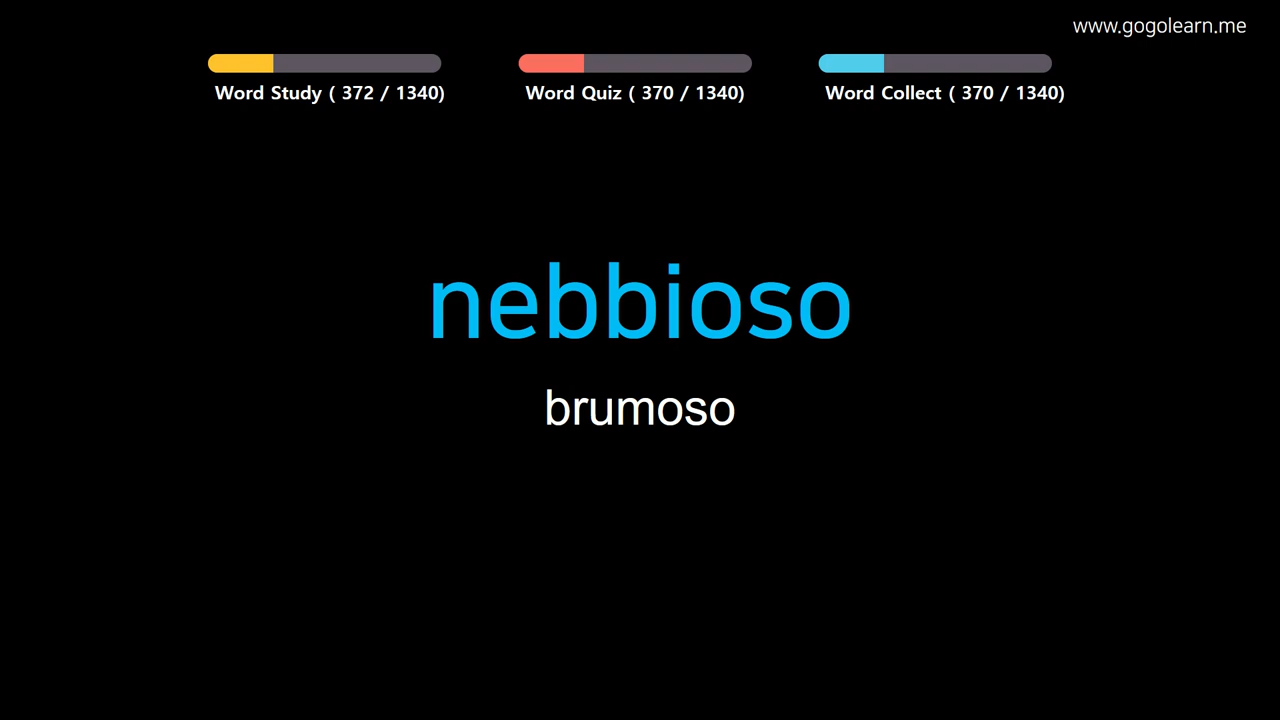 www.gogolearn.me
Word Study ( 372 / 1340)
Word Quiz ( 370 / 1340)
Word Collect ( 370 / 1340)
nebbioso
brumoso